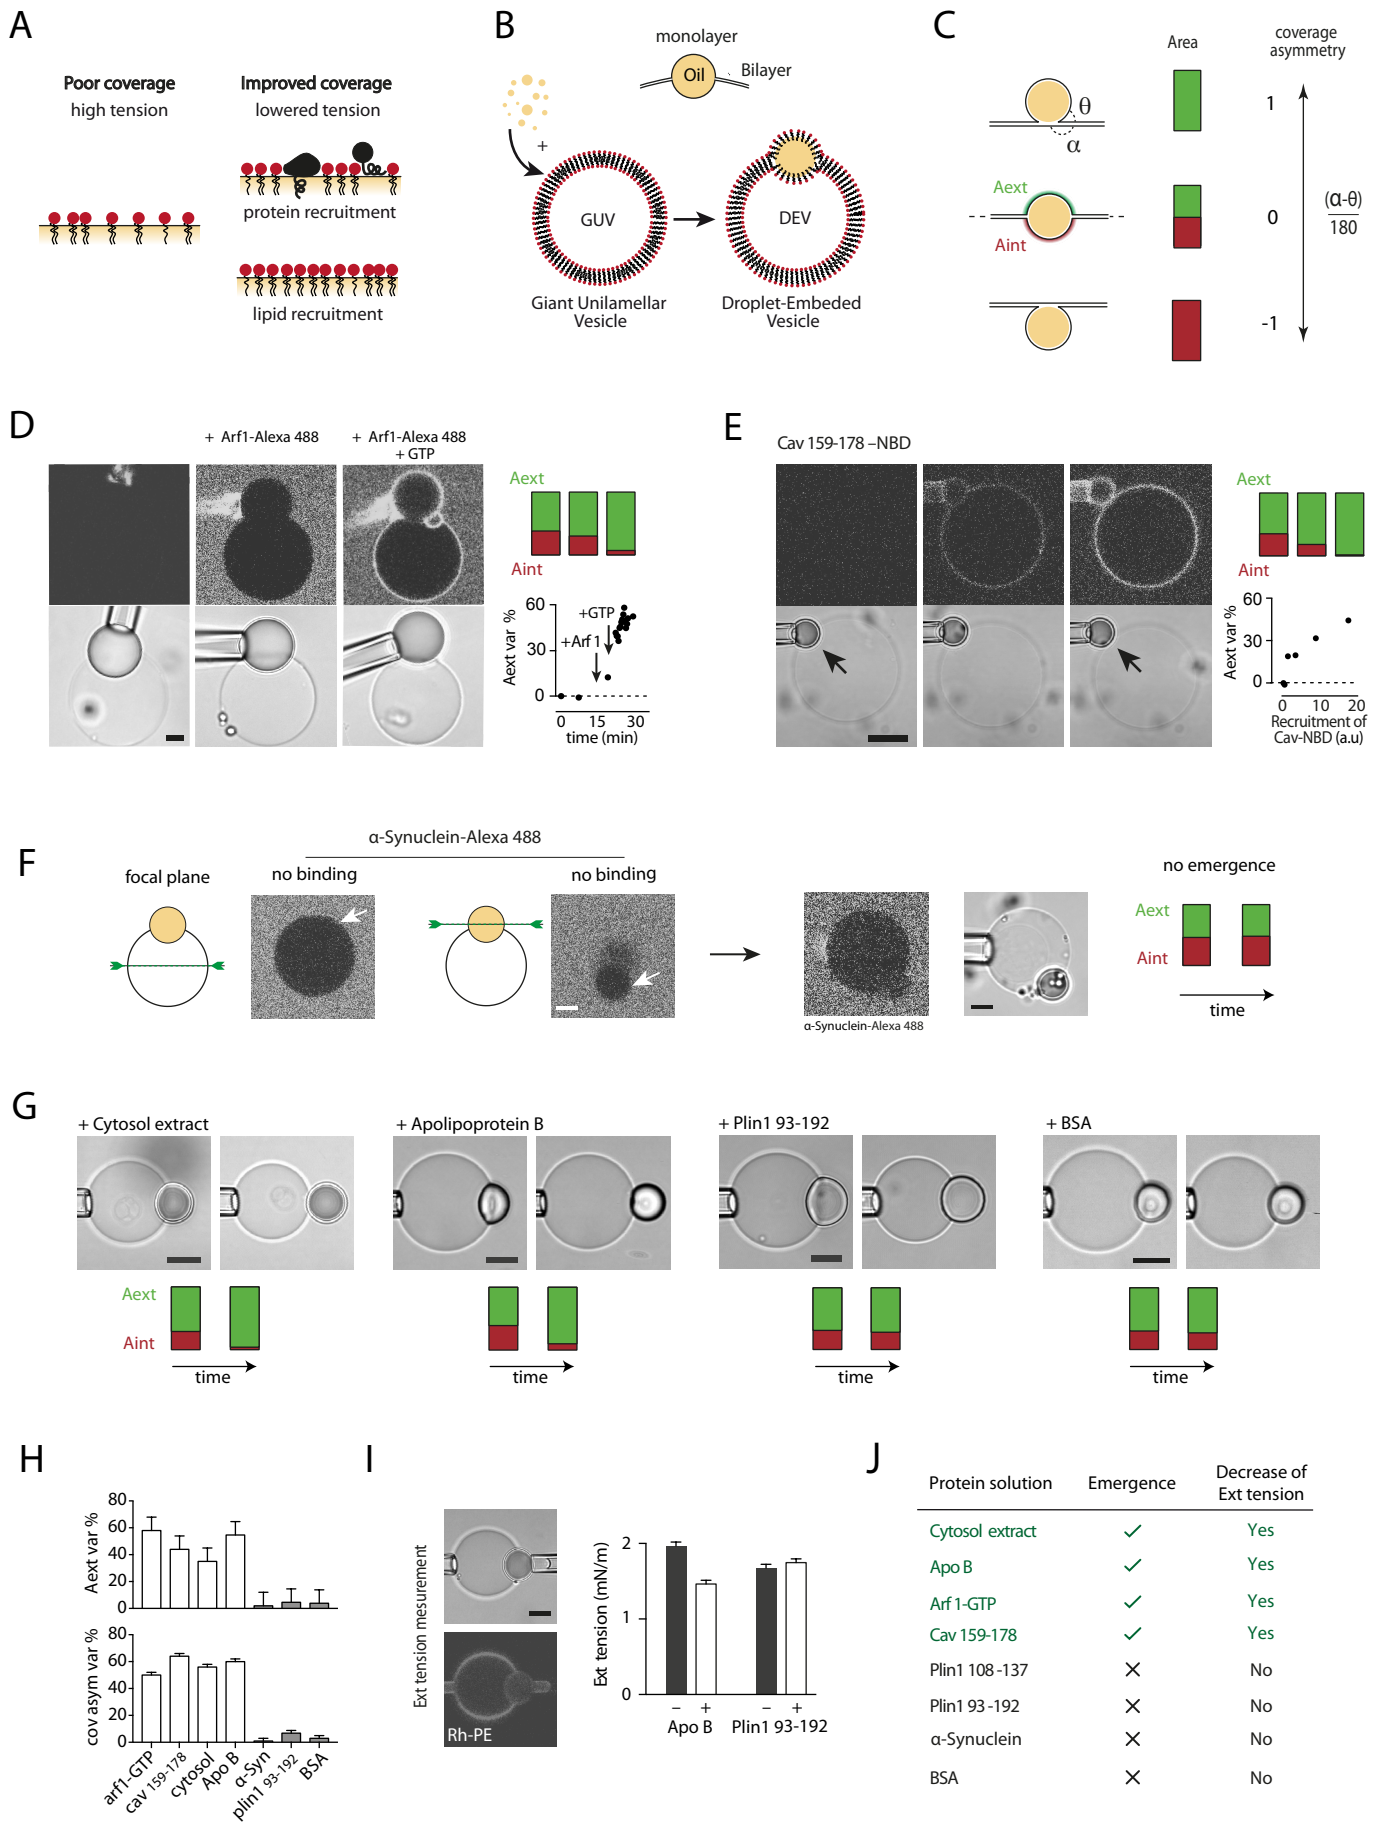 A
Poor coverage
high tension
Improved coverage
lowered tension
protein recruitment
lipid recruitment
B
monolayer
Oil
Bilayer
+
GUV
DEV
Giant Unilamellar
Vesicle
Droplet-Embeded
Vesicle
C
Area
coverage
asymmetry
θ
α
1
Aext
Aint
0
(α-θ)
180
-1
D
+ Arf1-Alexa 488
+ Arf1-Alexa 488
+ GTP
Aext
Aint
Aext var %
60
30
0
+GTP
+Arf 1
0 15 30
time (min)
E
Cav 159-178 –NBD
Aext
Aint
Aext var %
60
30
0
0 10 20
Recruitment of
Cav-NBD (a.u)
F
α-Synuclein-Alexa 488
focal plane
no binding
no binding
α-Synuclein-Alexa 488
no emergence
Aext
Aint
time
G
+ Cytosol extract
+ Apolipoprotein B
+ Plin1 93-192
+ BSA
Aext
Aint
time
time
time
time
H
Aext var %
80
60
40
20
0
cov asym var %
80
60
40
20
0
arf1-GTP
cav 159-178
cytosol
Apo B
α-Syn
plin1 93-192
BSA
I
Ext tension mesurement
Rh-PE
Ext tension (mN/m)
2
1
0
− + − +
Apo B Plin1 93-192
J
Protein solution Emergence Decrease of
Ext tension
Cytosol extract ✓ Yes
Apo B ✓ Yes
Arf 1-GTP ✓ Yes
Cav 159-178 ✓ Yes
Plin1 108-137 ✕ No
Plin1 93-192 ✕ No
α-Synuclein ✕ No
BSA ✕ No